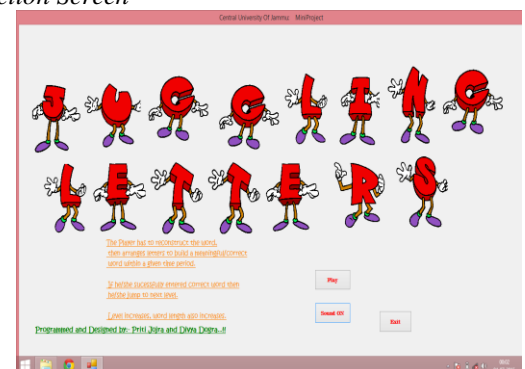 ction Screen
Central University Of Jammu: MiniProject
JUGGLING
LETTERS
The Player has to reconstruct the word,
then arranges letters to build a meaningful/correct
word within a given time period.
If he/she sucessfully entered correct word then
he/she jump to next level.
Level increases, word length also increases.
Play
Sound Off
Exit
Programmed and Designed by:- Priti Jojra and Divya Dogra...!!